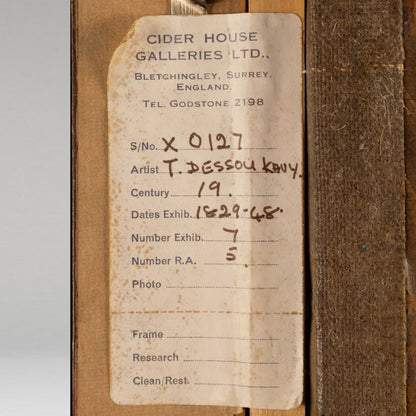 CIDER HOUSE
GALLERIES LTD.,
BLETCHINGLEY, SURREY,
ENGLAND.
TEL. GODSTONE 2198
S/No. X 0127
Artist T. DESSOUKAVY.
Century 19.
Dates Exhib. 1829-48.
Number Exhib. 7
Number R.A. 5
Photo
Frame
Research
Clean/Rest.